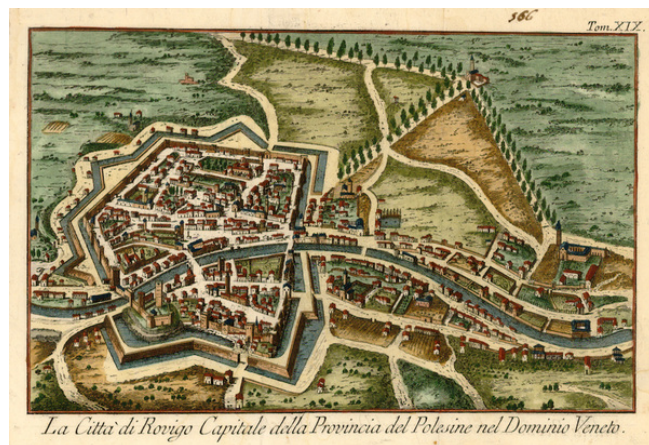 366
Tom. XIX.
La Città di Rovigo Capitale della Provincia del Polesine nel Dominio Veneto.